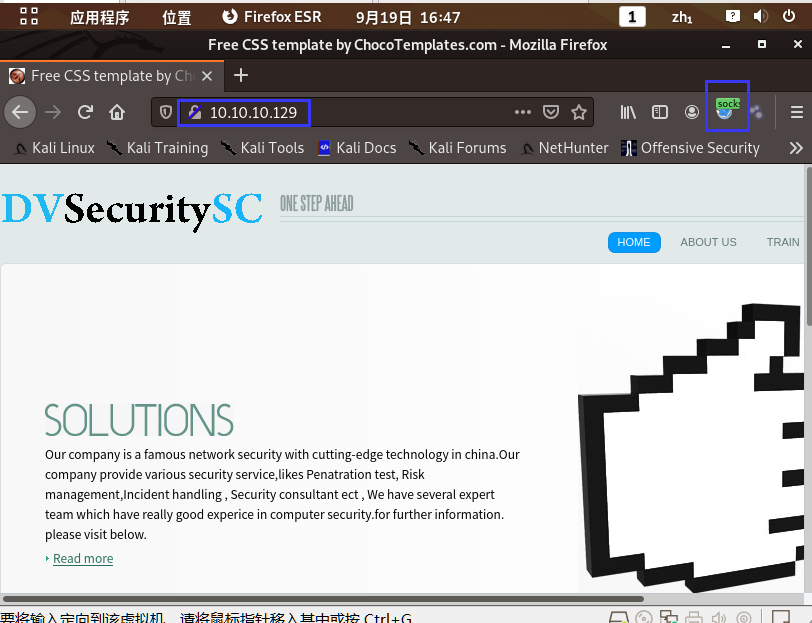 应用程序 位置 Firefox ESR 9月19日 16:47 1 zh₁ ?
Free CSS template by ChocoTemplates.com - Mozilla Firefox
Free CSS template by Ch
10.10.10.129 socks
Kali Linux Kali Training Kali Tools Kali Docs Kali Forums NetHunter Offensive Security
DVSecuritySC ONE STEP AHEAD
HOME ABOUT US TRAIN
SOLUTIONS
Our company is a famous network security with cutting-edge technology in china.Our
company provide various security service,likes Penatration test, Risk
management,Incident handling , Security consultant ect , We have several expert
team which have really good experice in computer security.for further information.
please visit below.
Read more
要将输入定向到该虚拟机，请将鼠标指针移入其中或按 Ctrl+G